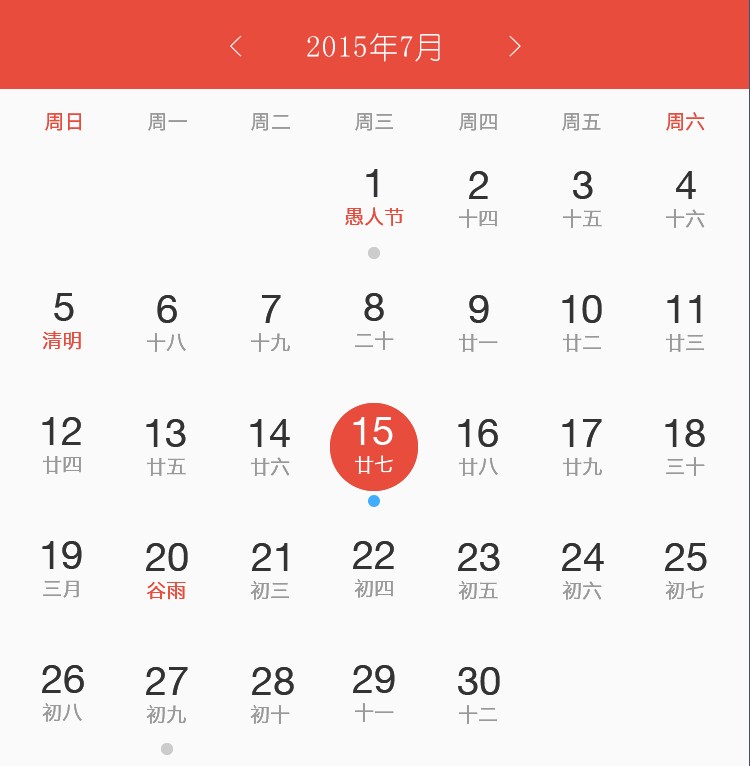 2015年7月
周日 周一 周二 周三 周四 周五 周六
1 2 3 4
愚人节 十四 十五 十六
5 6 7 8 9 10 11
清明 十八 十九 二十 廿一 廿二 廿三
12 13 14 15 16 17 18
廿四 廿五 廿六 廿七 廿八 廿九 三十
19 20 21 22 23 24 25
三月 谷雨 初三 初四 初五 初六 初七
26 27 28 29 30
初八 初九 初十 十一 十二